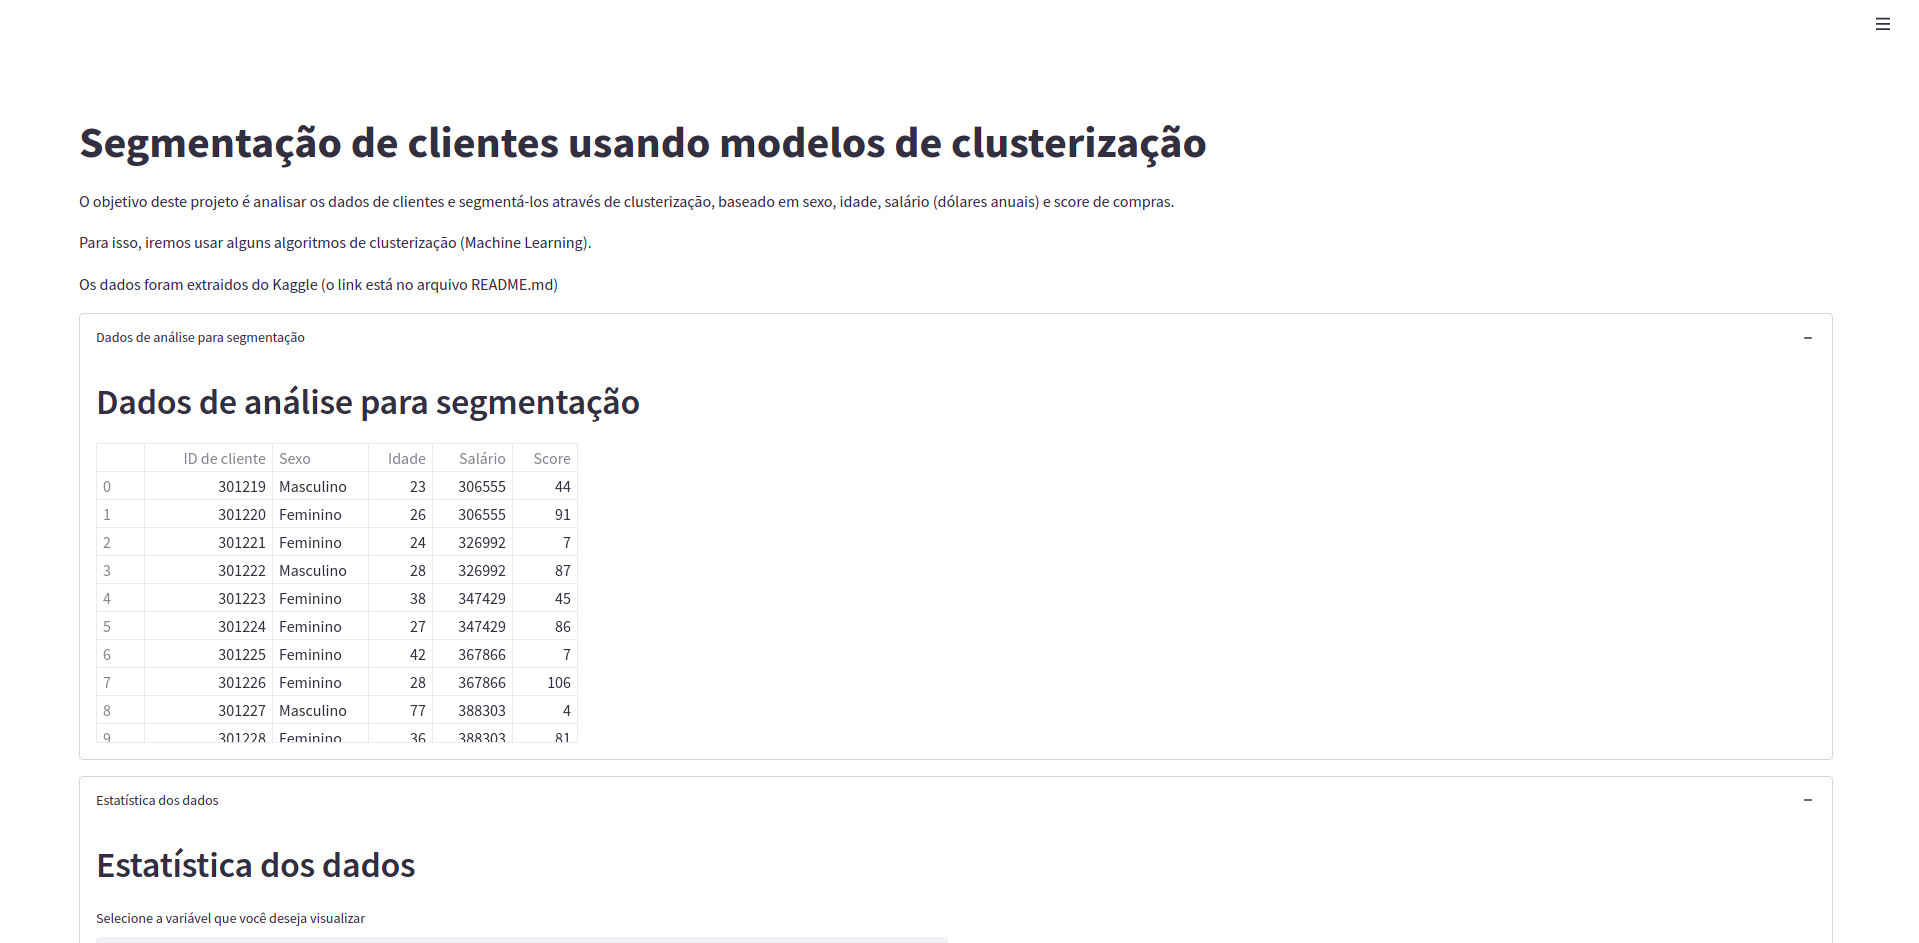 Segmentação de clientes usando modelos de clusterização
O objetivo deste projeto é analisar os dados de clientes e segmentá-los através de clusterização, baseado em sexo, idade, salário (dólares anuais) e score de compras.
Para isso, iremos usar alguns algoritmos de clusterização (Machine Learning).
Os dados foram extraidos do Kaggle (o link está no arquivo README.md)
Dados de análise para segmentação
Dados de análise para segmentação
ID de cliente Sexo Idade Salário Score
0 301219 Masculino 23 306555 44
1 301220 Feminino 26 306555 91
2 301221 Feminino 24 326992 7
3 301222 Masculino 28 326992 87
4 301223 Feminino 38 347429 45
5 301224 Feminino 27 347429 86
6 301225 Feminino 42 367866 7
7 301226 Feminino 28 367866 106
8 301227 Masculino 77 388303 4
9 301228 Feminino 36 388303 81
Estatística dos dados
Estatística dos dados
Selecione a variável que você deseja visualizar